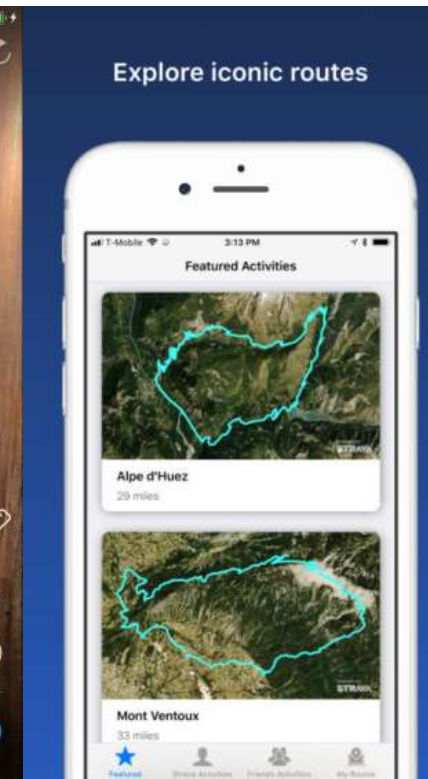 Explore iconic routes
T-Mobile 3:13 PM
Featured Activities
STRAVA
Alpe d'Huez
29 miles
STRAVA
Mont Ventoux
33 miles
Featured Strava Activities Friends Activities My Routes